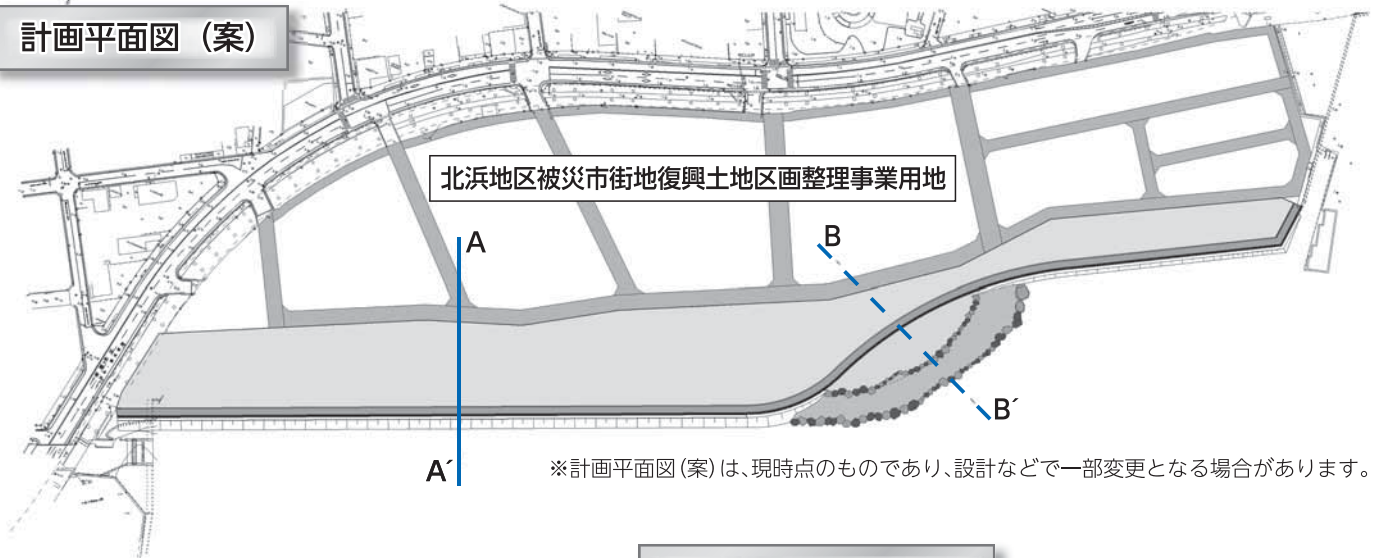 計画平面図（案）
北浜地区被災市街地復興土地区画整理事業用地
A
B
B´
A´
※計画平面図（案）は、現時点のものであり、設計などで一部変更となる場合があります。